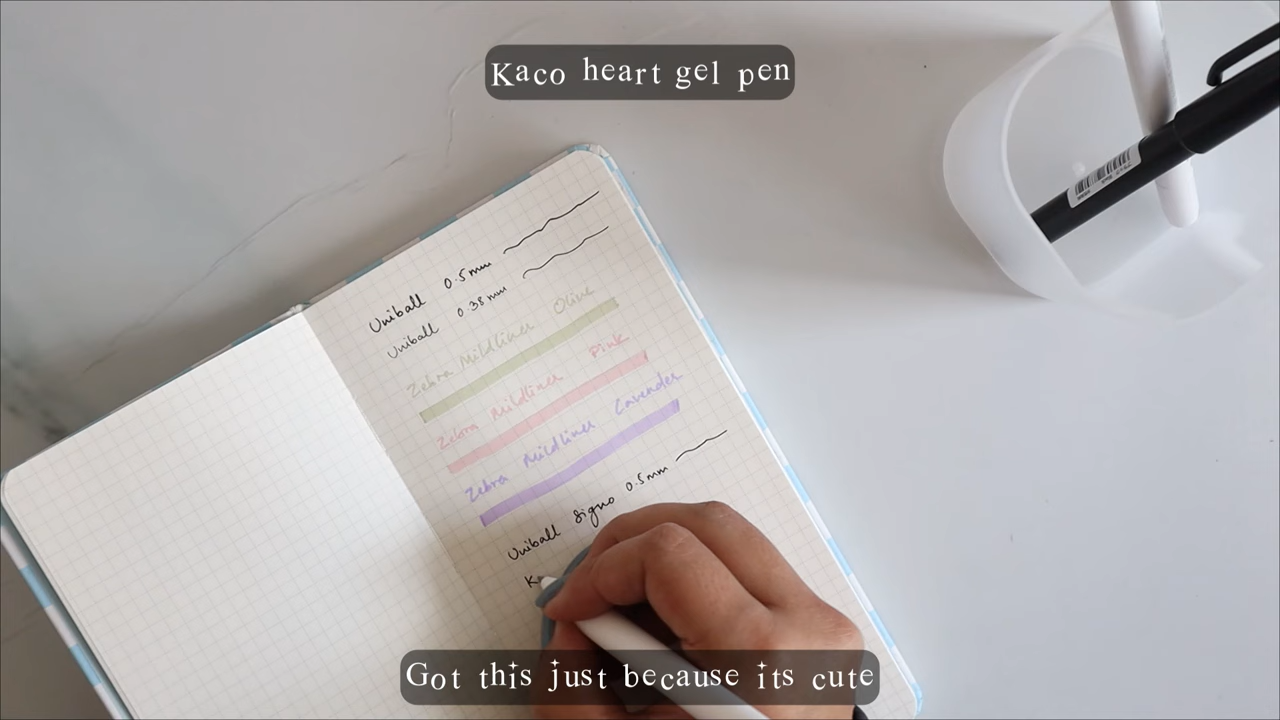 Kaco heart gel pen
Uniball 0.5mm
Uniball 0.38mm
Zebra Mildliner Olive
Zebra Mildliner Pink
Zebra Mildliner Lavender
Uniball Signo 0.5mm
Ka
Got this just because its cute